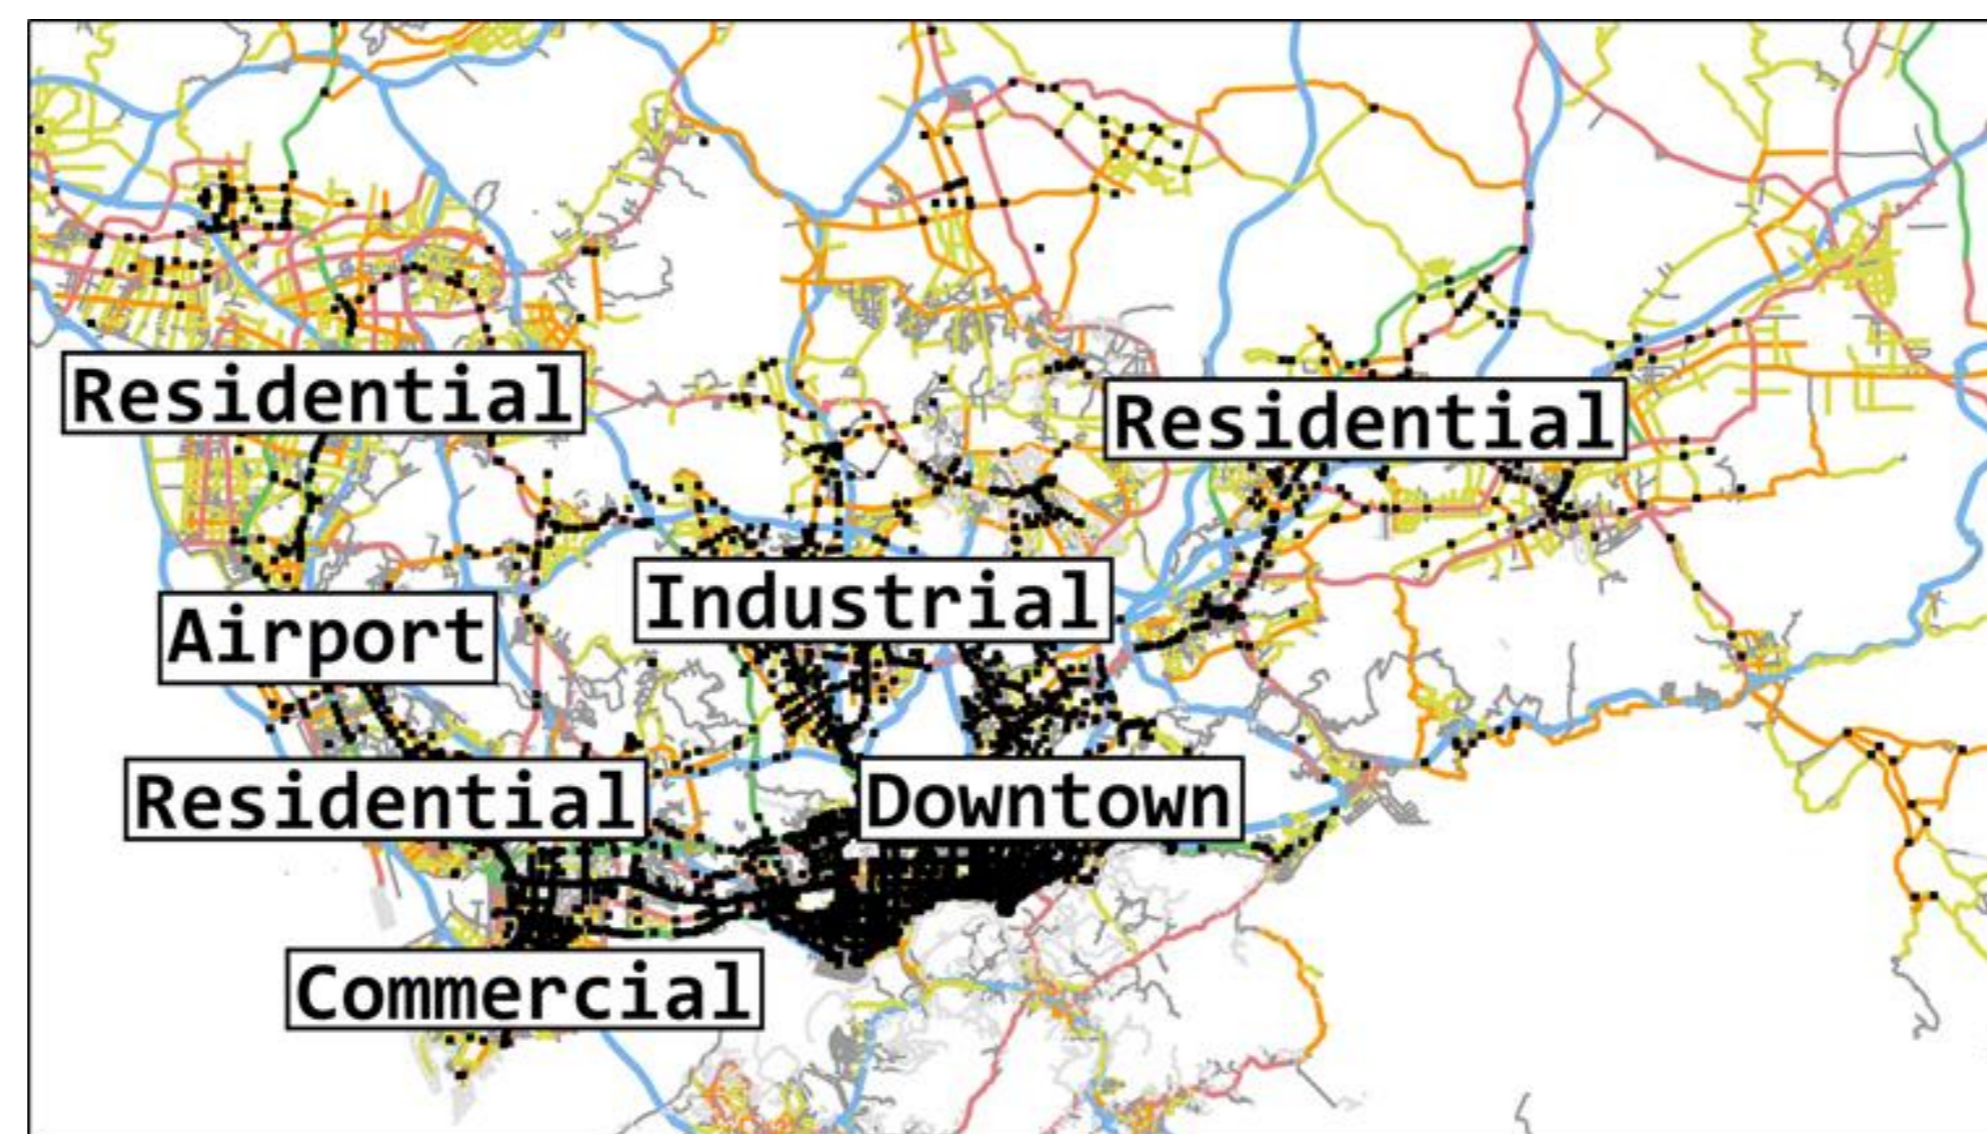 Residential
Residential
Industrial
Airport
Residential
Downtown
Commercial